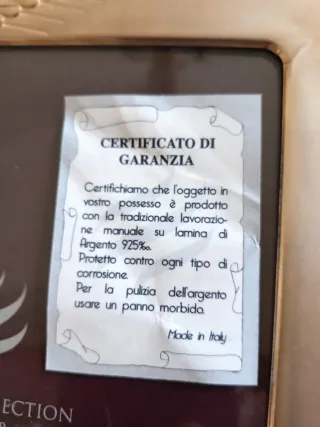 CERTIFICATO DI
GARANZIA
Certifichiamo che l'oggetto in
vostro possesso è prodotto
con la tradizionale lavorazio-
ne manuale su lamina di
Argento 925‰.
Protetto contro ogni tipo di
corrosione.
Per la pulizia dell'argento
usare un panno morbido.
Made in Italy
ECTION